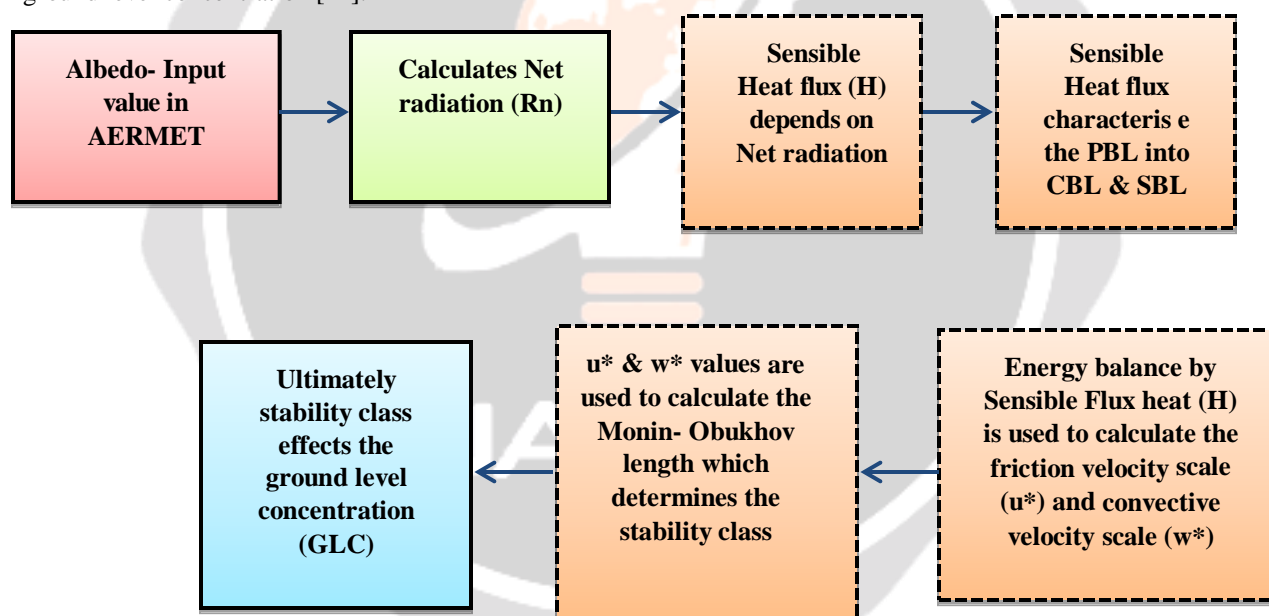 Albedo- Input
value in
AERMET
Calculates Net
radiation (Rn)
Sensible
Heat flux (H)
depends on
Net radiation
Sensible
Heat flux
characteris e
the PBL into
CBL & SBL
Energy balance by
Sensible Flux heat (H)
is used to calculate the
friction velocity scale
(u*) and convective
velocity scale (w*)
u* & w* values are
used to calculate the
Monin- Obukhov
length which
determines the
stability class
Ultimately
stability class
effects the
ground level
concentration
(GLC)